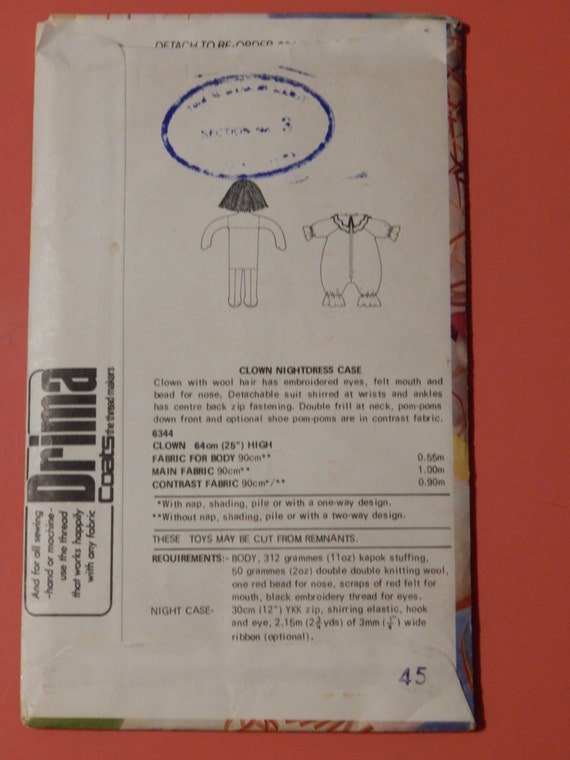 DETACH TO RE-ORDER
SECTION No. 3
CLOWN NIGHTDRESS CASE
Clown with wool hair has embroidered eyes, felt mouth and
bead for nose. Detachable suit shirred at wrists and ankles
has centre back zip fastening. Double frill at neck, pom-poms
down front and optional shoe pom-poms are in contrast fabric.
6344
CLOWN 64cm (25") HIGH
FABRIC FOR BODY 90cm** 0.55m
MAIN FABRIC 90cm** 1.00m
CONTRAST FABRIC 90cm*/** 0.90m
*With nap, shading, pile or with a one-way design.
**Without nap, shading, pile or with a two-way design.
THESE TOYS MAY BE CUT FROM REMNANTS.
REQUIREMENTS:- BODY, 312 grammes (11oz) kapok stuffing,
60 grammes (2oz) double double knitting wool,
one red bead for nose, scraps of red felt for
mouth, black embroidery thread for eyes.
NIGHT CASE- 30cm (12") YKK zip, shirring elastic, hook
and eye, 2.15m (2¾yds) of 3mm (⅛") wide
ribbon (optional).
45
Drima
Coats the thread makers
And for all sewing
-hand or machine-
use the thread
that works happily
with any fabric